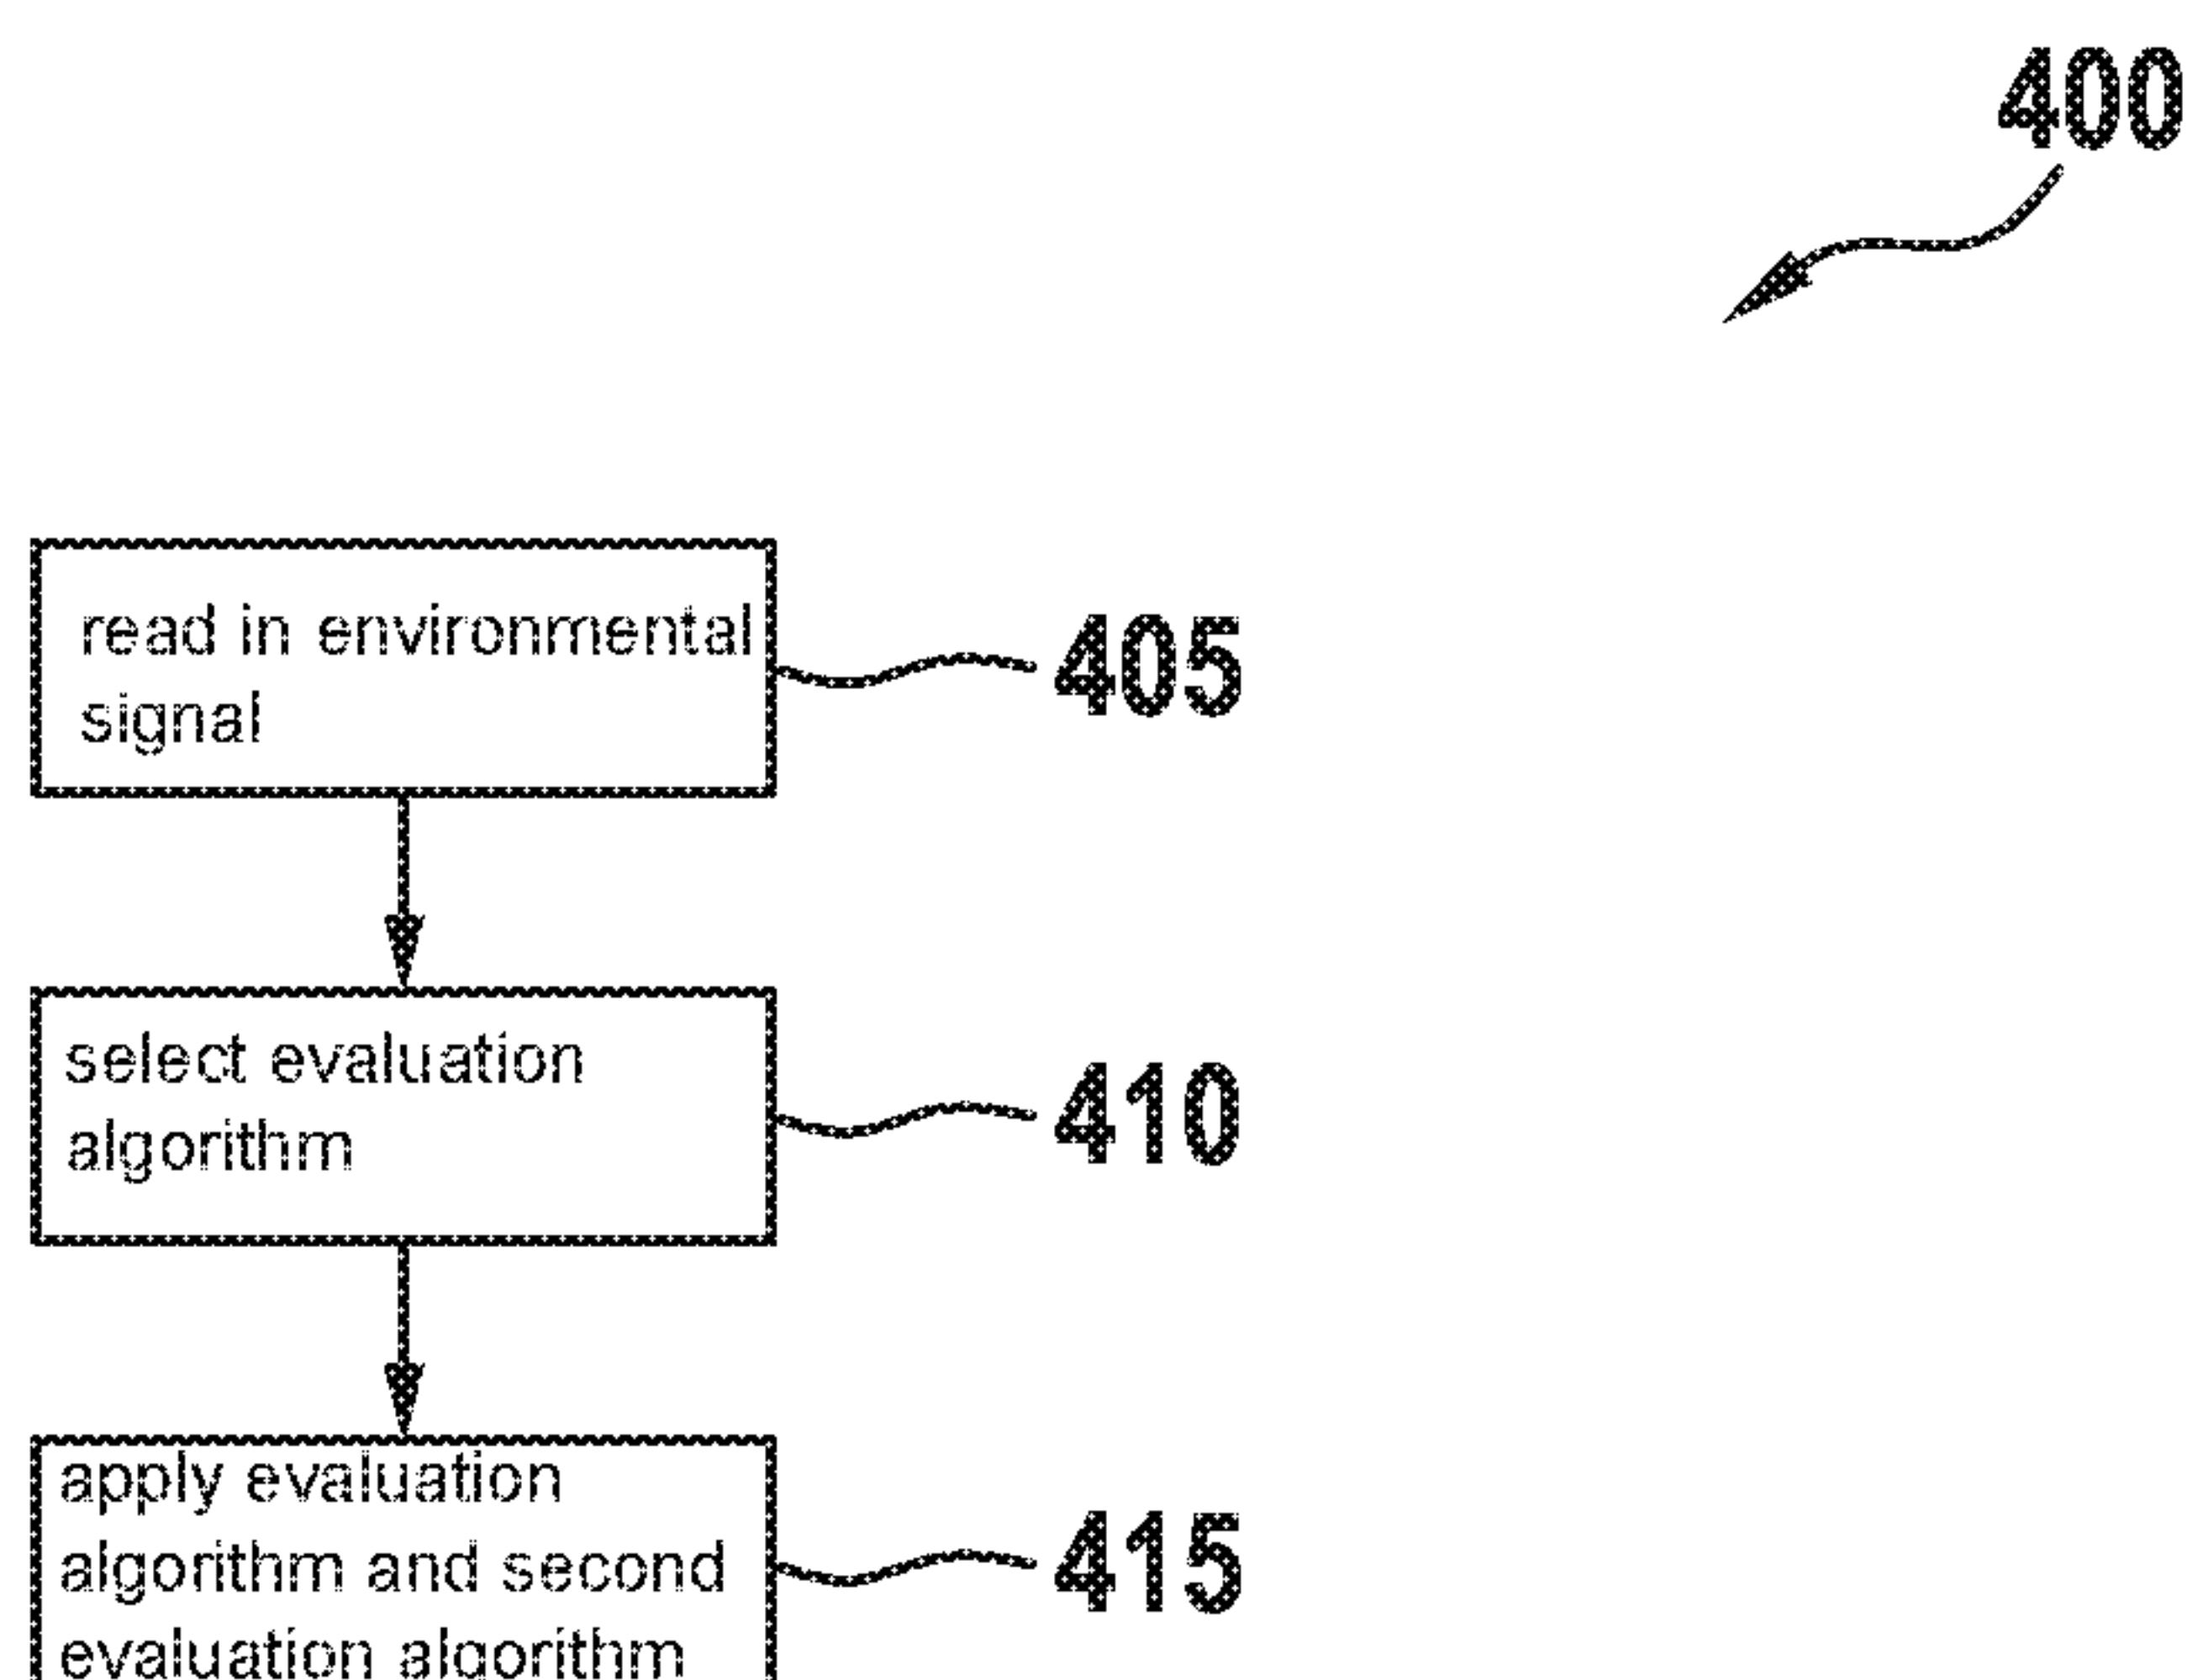 400
read in environmental
signal
405
select evaluation
algorithm
410
apply evaluation
algorithm and second
evaluation algorithm
415